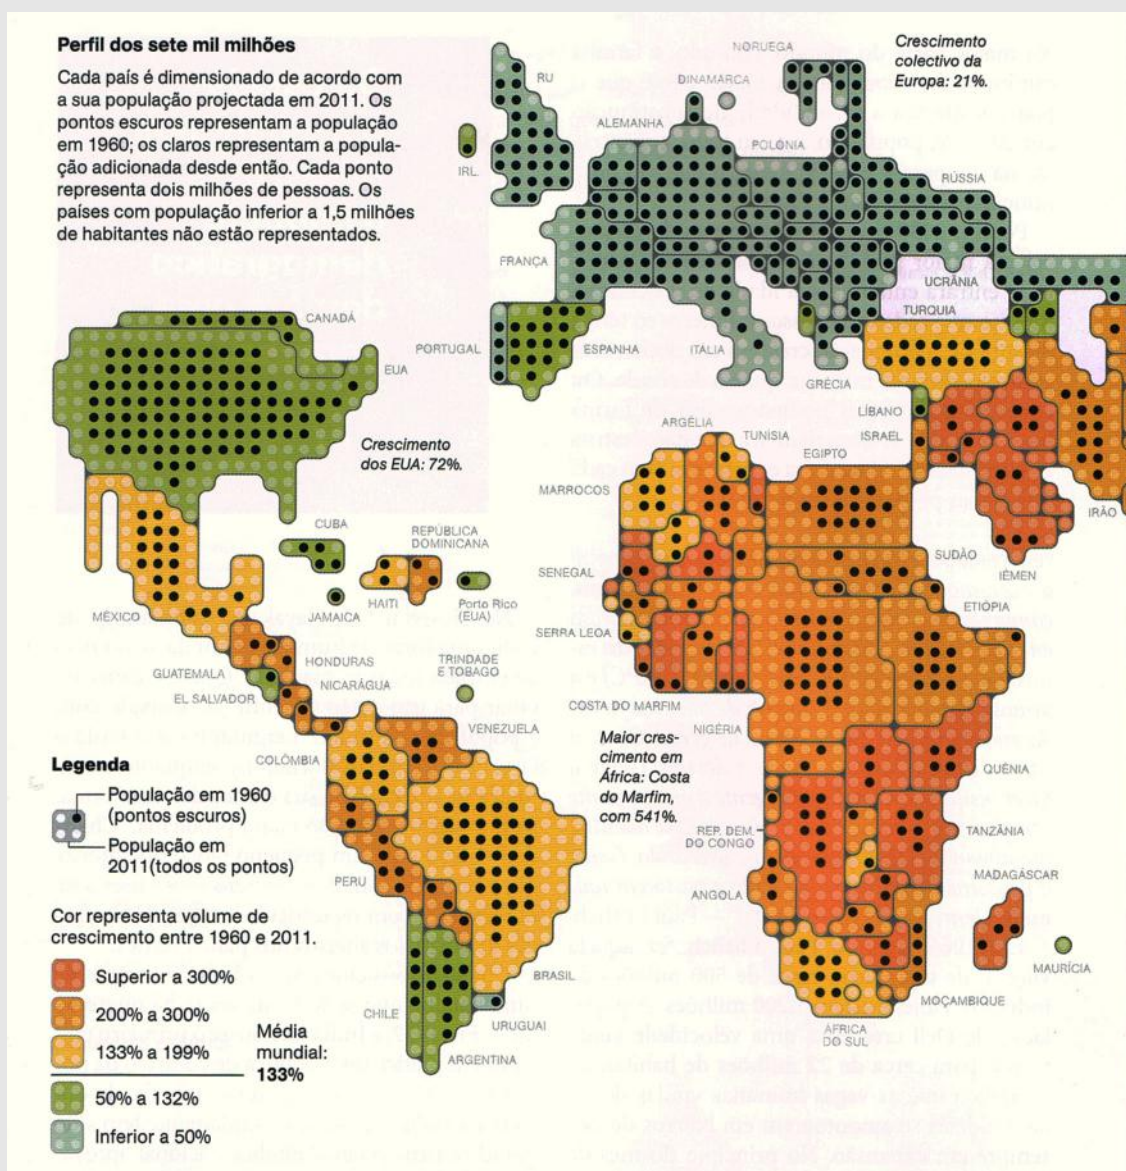 Perfil dos sete mil milhões
Cada país é dimensionado de acordo com
a sua população projectada em 2011. Os
pontos escuros representam a população
em 1960; os claros representam a popula-
ção adicionada desde então. Cada ponto
representa dois milhões de pessoas. Os
países com população inferior a 1,5 milhões
de habitantes não estão representados.
NORUEGA
Crescimento
colectivo da
Europa: 21%.
RU
DINAMARCA
ALEMANHA
POLÓNIA
IRL.
RÚSSIA
FRANÇA
UCRÂNIA
TURQUIA
CANADÁ
PORTUGAL
ESPANHA
ITÁLIA
GRÉCIA
EUA
LÍBANO
ARGÉLIA
TUNÍSIA
ISRAEL
Crescimento
dos EUA: 72%.
EGIPTO
MARROCOS
IRÃO
CUBA
REPÚBLICA
DOMINICANA
SUDÃO
IÉMEN
SENEGAL
HAITI
Porto Rico
(EUA)
JAMAICA
MÉXICO
ETIÓPIA
SERRA LEOA
HONDURAS
TRINDADE
E TOBAGO
GUATEMALA
NICARÁGUA
EL SALVADOR
COSTA DO MARFIM
VENEZUELA
NIGÉRIA
COLÔMBIA
Maior cres-
cimento em
África: Costa
do Marfim,
com 541%.
QUÉNIA
Legenda
População em 1960
(pontos escuros)
População em
2011(todos os pontos)
REP. DEM.
DO CONGO
TANZÂNIA
PERU
ANGOLA
MADAGÁSCAR
Cor representa volume de
crescimento entre 1960 e 2011.
MAURÍCIA
BRASIL
Superior a 300%
MOÇAMBIQUE
200% a 300%
CHILE
URUGUAI
ÁFRICA
DO SUL
133% a 199%
Média
mundial:
133%
ARGENTINA
50% a 132%
Inferior a 50%